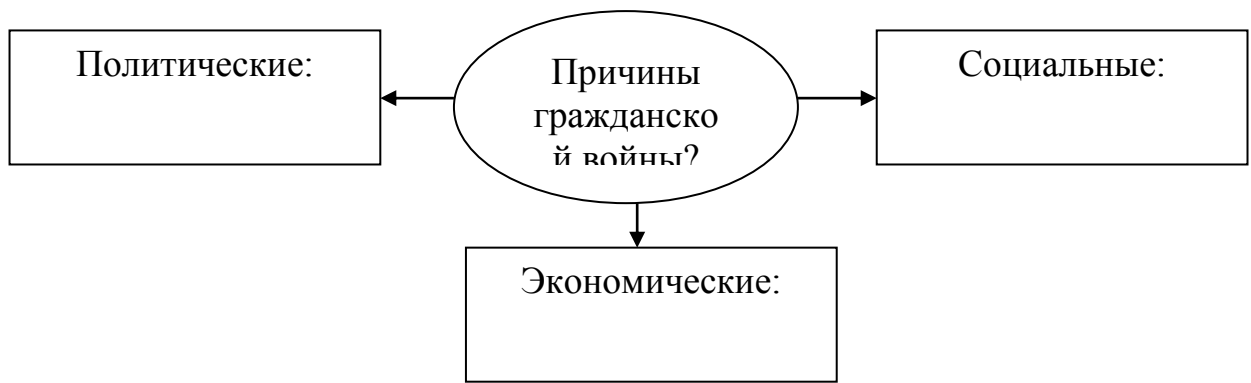 Политические:
Причины
гражданско
й войны?
Социальные:
Экономические: